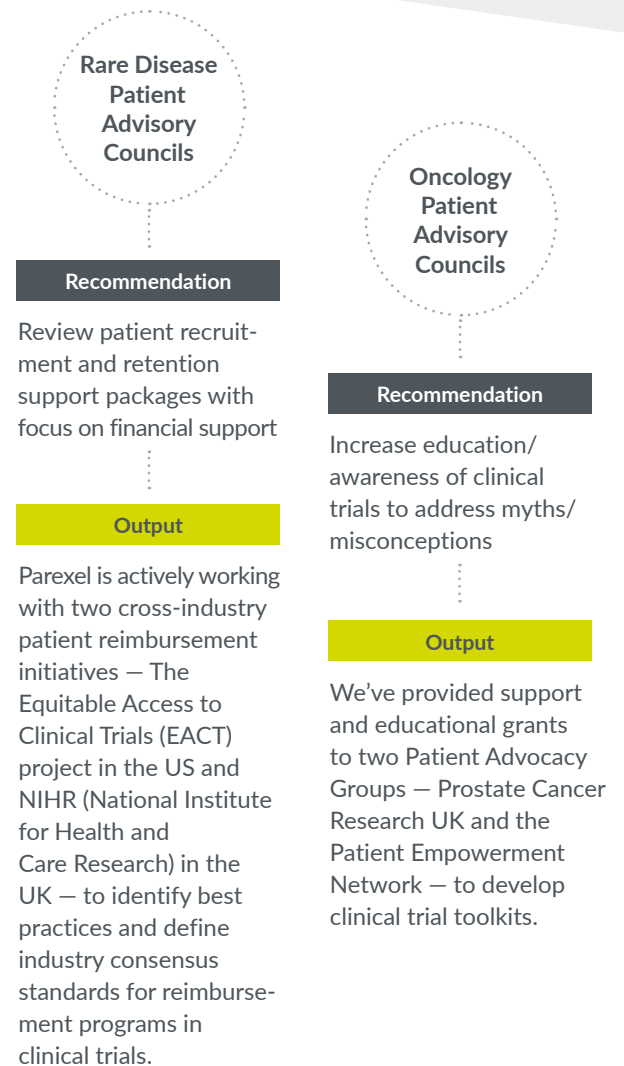 Rare Disease
Patient
Advisory
Councils
Recommendation
Review patient recruit-
ment and retention
support packages with
focus on financial support
Output
Parexel is actively working
with two cross-industry
patient reimbursement
initiatives — The
Equitable Access to
Clinical Trials (EACT)
project in the US and
NIHR (National Institute
for Health and
Care Research) in the
UK — to identify best
practices and define
industry consensus
standards for reimburse-
ment programs in
clinical trials.
Oncology
Patient
Advisory
Councils
Recommendation
Increase education/
awareness of clinical
trials to address myths/
misconceptions
Output
We’ve provided support
and educational grants
to two Patient Advocacy
Groups — Prostate Cancer
Research UK and the
Patient Empowerment
Network — to develop
clinical trial toolkits.